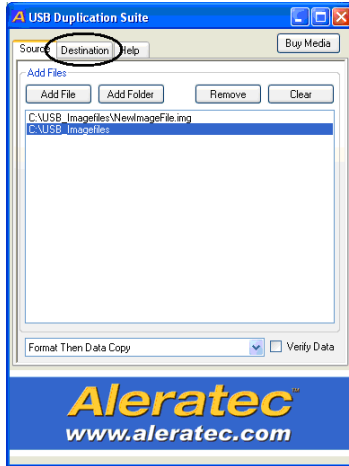 USB Duplication Suite
Source Destination Help Buy Media
Add Files
Add File Add Folder Remove Clear
C:\USB_Imagefiles\NewImageFile.img
C:\USB_Imagefiles
Format Then Data Copy Verify Data
Aleratec™
www.aleratec.com